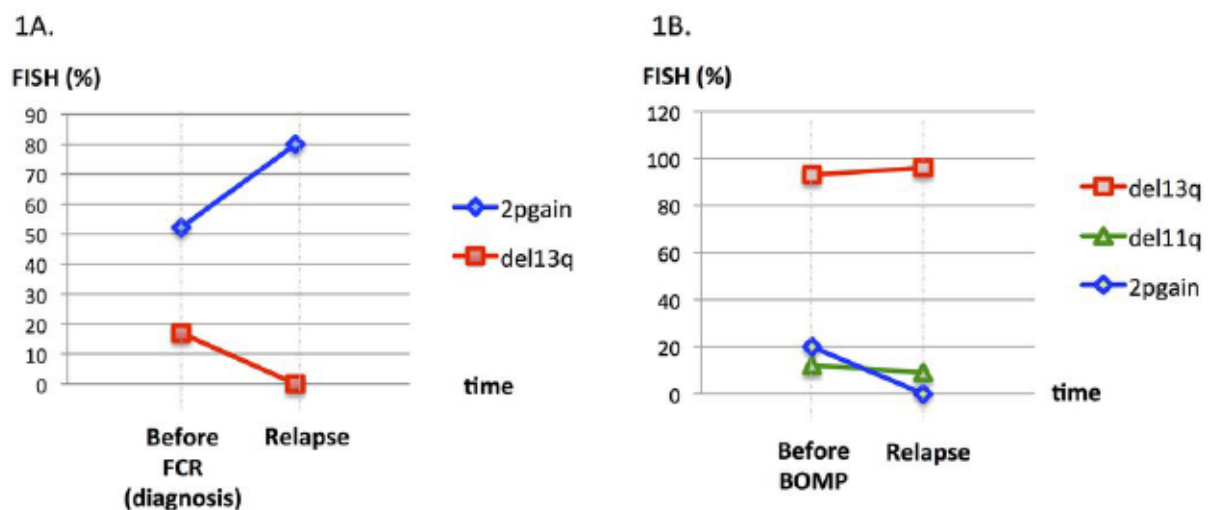 1A.
FISH (%)
90
80
70
60
50
40
30
20
10
0
time
Before
FCR
(diagnosis)
Relapse
2pgain
del13q
1B.
FISH (%)
120
100
80
60
40
20
0
time
Before
BOMP
Relapse
del13q
del11q
2pgain